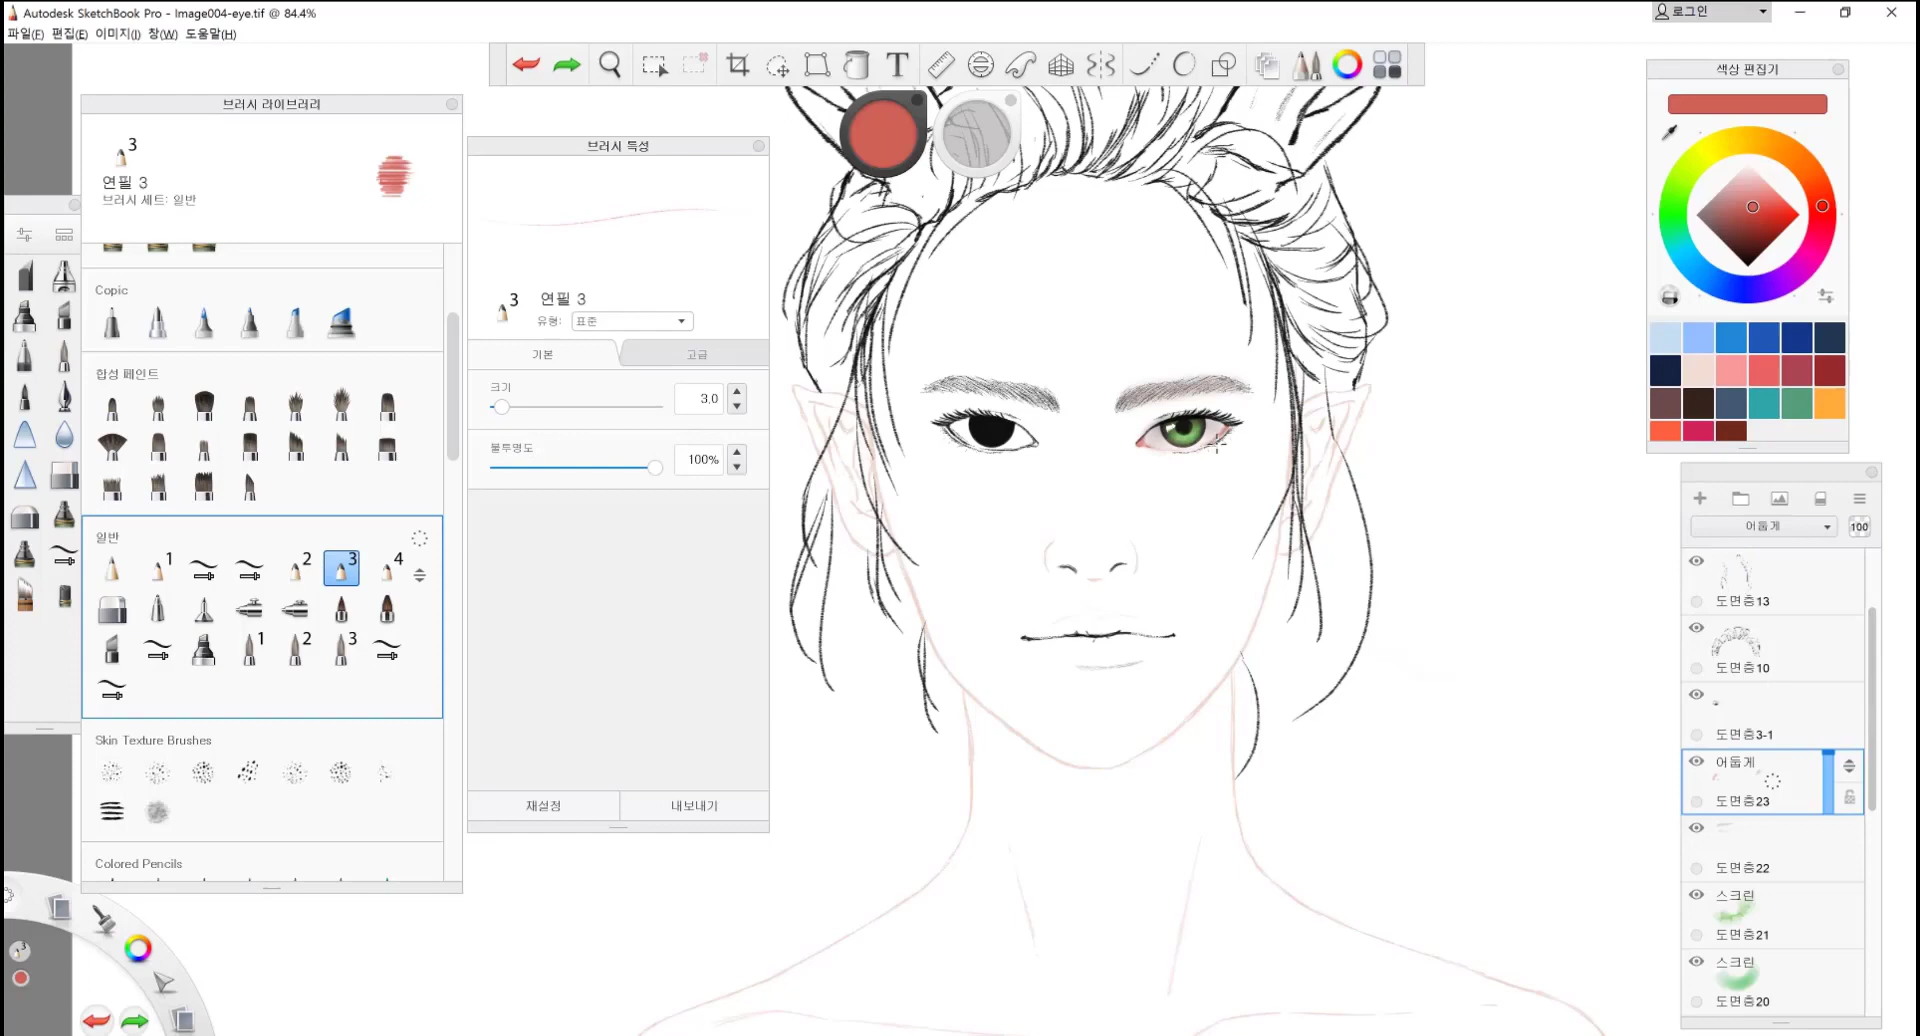 Autodesk SketchBook Pro - Image004-eye.tif @ 84.4%
로그인
파일(F) 편집(E) 이미지(I) 창(W) 도움말(H)
T
브러시 라이브러리
3
연필 3
브러시 세트: 일반
Copic
합성 페인트
일반
1
2
3
4
1
2
3
Skin Texture Brushes
Colored Pencils
브러시 특성
3
연필 3
유형: 표준
기본
고급
크기
3.0
불투명도
100%
재설정
내보내기
색상 편집기
어둡게
100
도면층13
도면층10
도면층3-1
어둡게
도면층23
도면층22
스크린
도면층21
스크린
도면층20
3